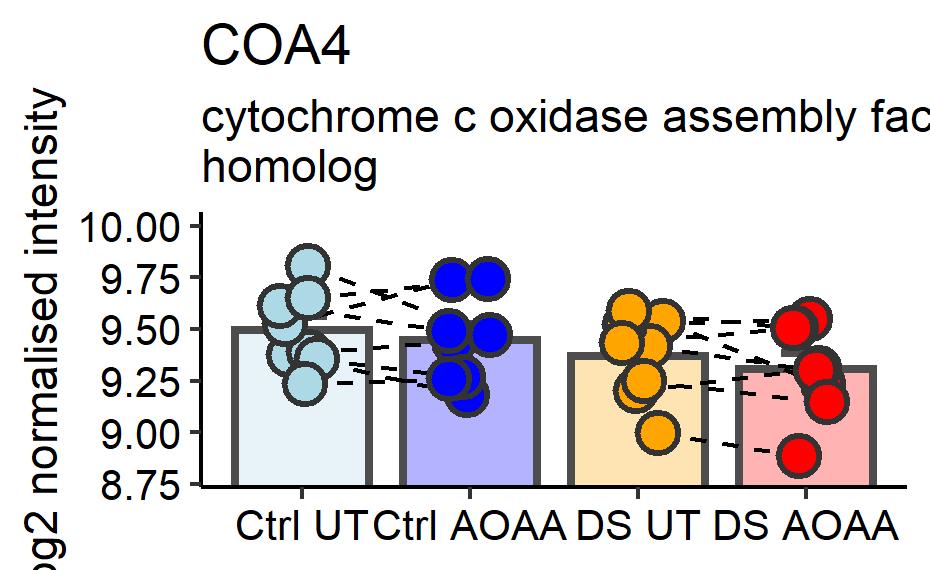 COA4
cytochrome c oxidase assembly fac
homolog
og2 normalised intensity
10.00
9.75
9.50
9.25
9.00
8.75
Ctrl UT Ctrl AOAA DS UT DS AOAA